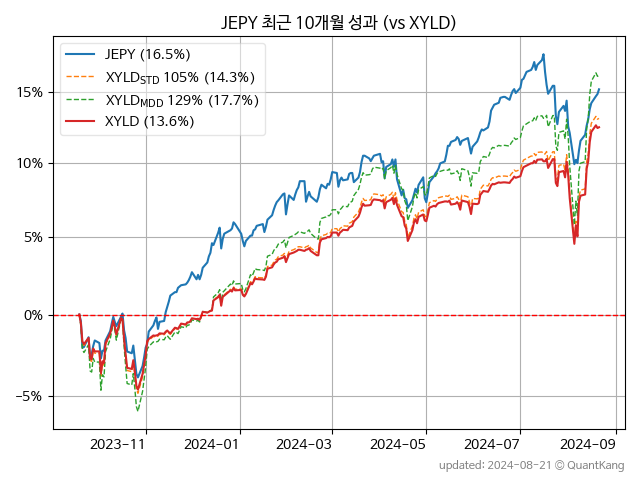 JEPY 최근 10개월 성과 (vs XYLD)
JEPY (16.5%)
XYLD_STD 105% (14.3%)
XYLD_MDD 129% (17.7%)
XYLD (13.6%)
15%
10%
5%
0%
−5%
2023-11 2024-01 2024-03 2024-05 2024-07 2024-09
updated: 2024-08-21 © QuantKang